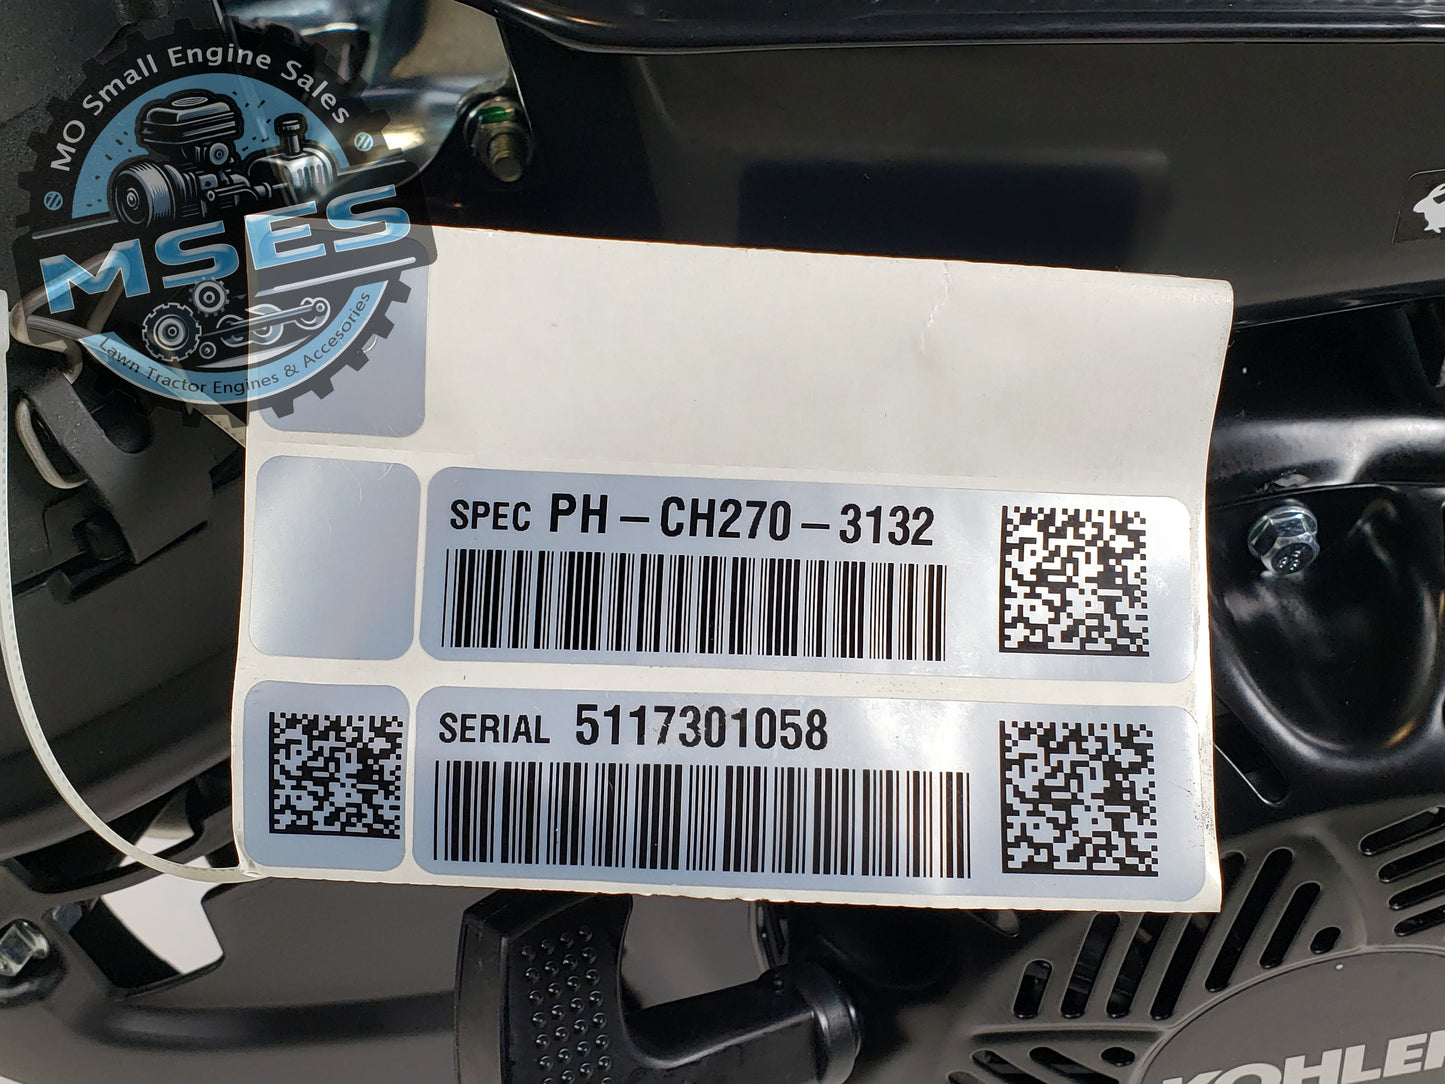 MO Small Engine Sales
MSES
Lawn Tractor Engines & Accesories
SPEC PH-CH270-3132
SERIAL 5117301058
KOHLER